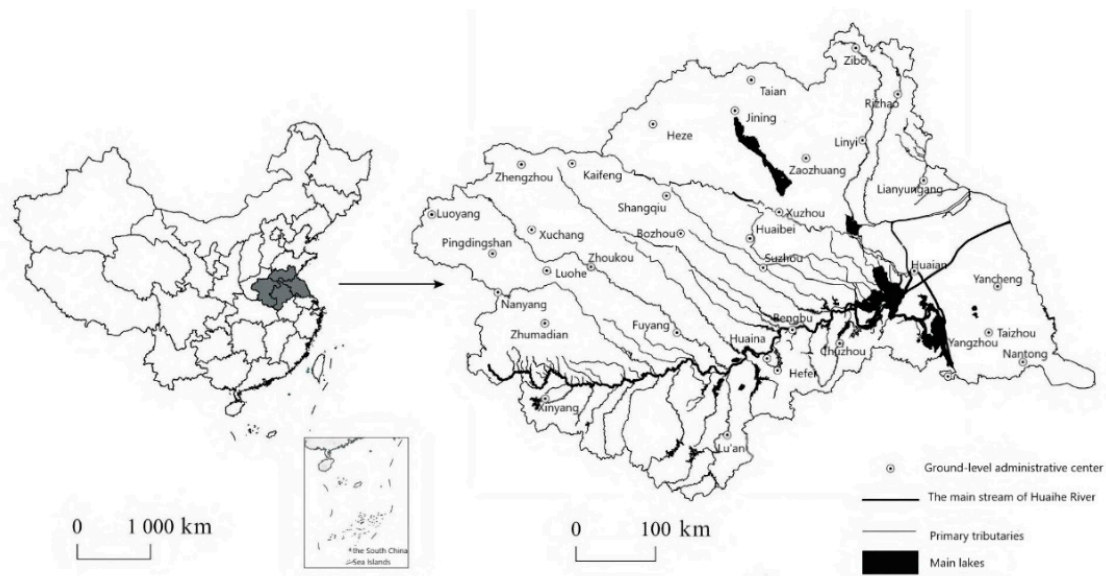 Zibo
Taian
Rizhao
Jining
Heze
Linyi
Zaozhuang
Zhengzhou
Kaifeng
Lianyungang
Shangqiu
Xuzhou
Luoyang
Xuchang
Bozhou
Huaibei
Pingdingshan
Zhoukou
Suzhou
Luohe
Huaian
Yancheng
Nanyang
Zhumadian
Fuyang
Bengbu
Taizhou
Huaina
Chuzhou
Yangzhou
Nantong
Hefer
Xinyang
Lu'an
Ground-level administrative center
The main stream of Huaihe River
Primary tributaries
Main lakes
0 1 000 km
0 100 km
the South China
Sea Islands